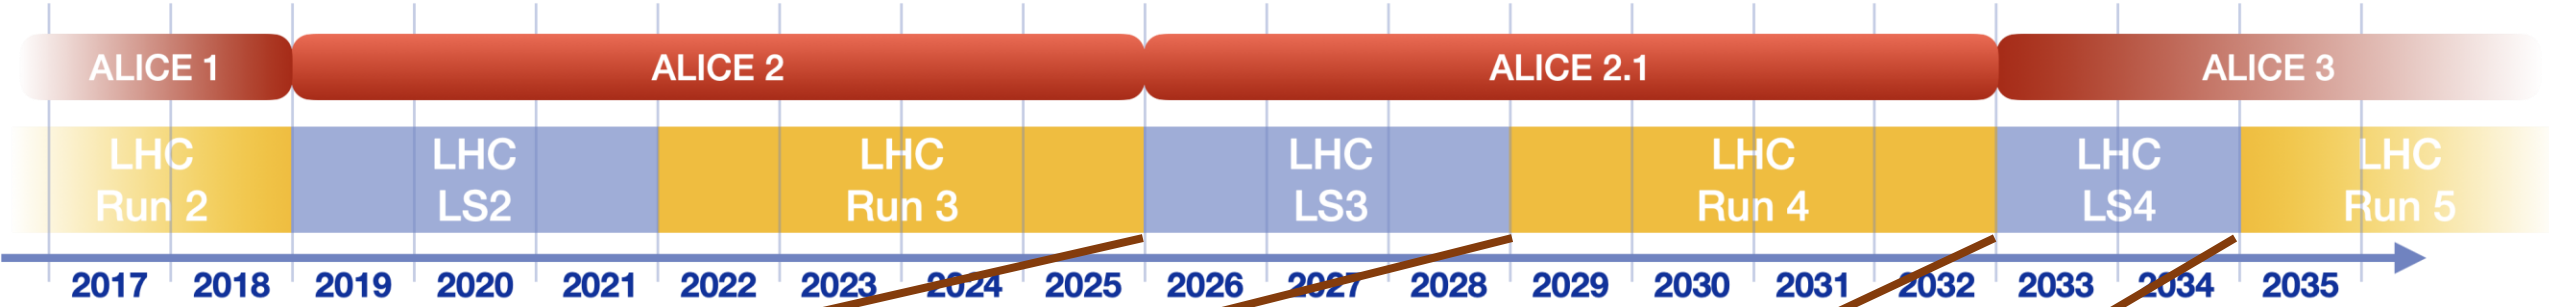 ALICE 1 ALICE 2 ALICE 2.1 ALICE 3
LHC LHC LHC LHC LHC LHC LHC
Run 2 LS2 Run 3 LS3 Run 4 LS4 Run 5
2017 2018 2019 2020 2021 2022 2023 2024 2025 2026 2027 2028 2029 2030 2031 2032 2033 2034 2035